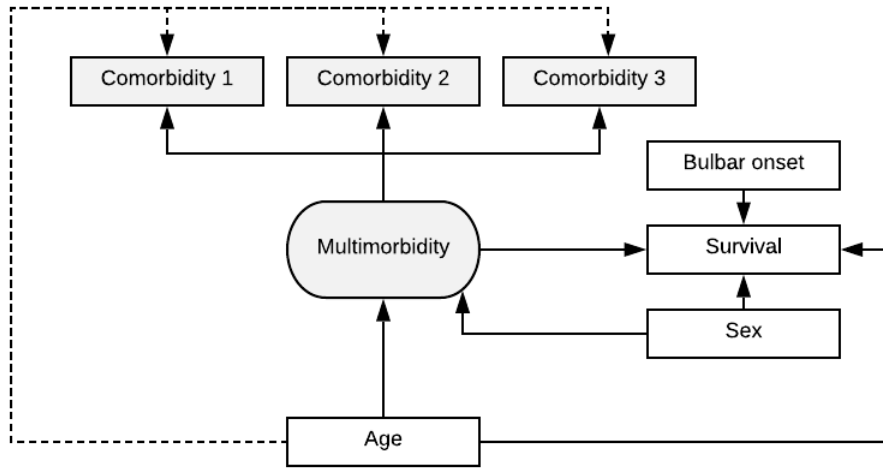 Comorbidity 1
Comorbidity 2
Comorbidity 3
Bulbar onset
Multimorbidity
Survival
Sex
Age